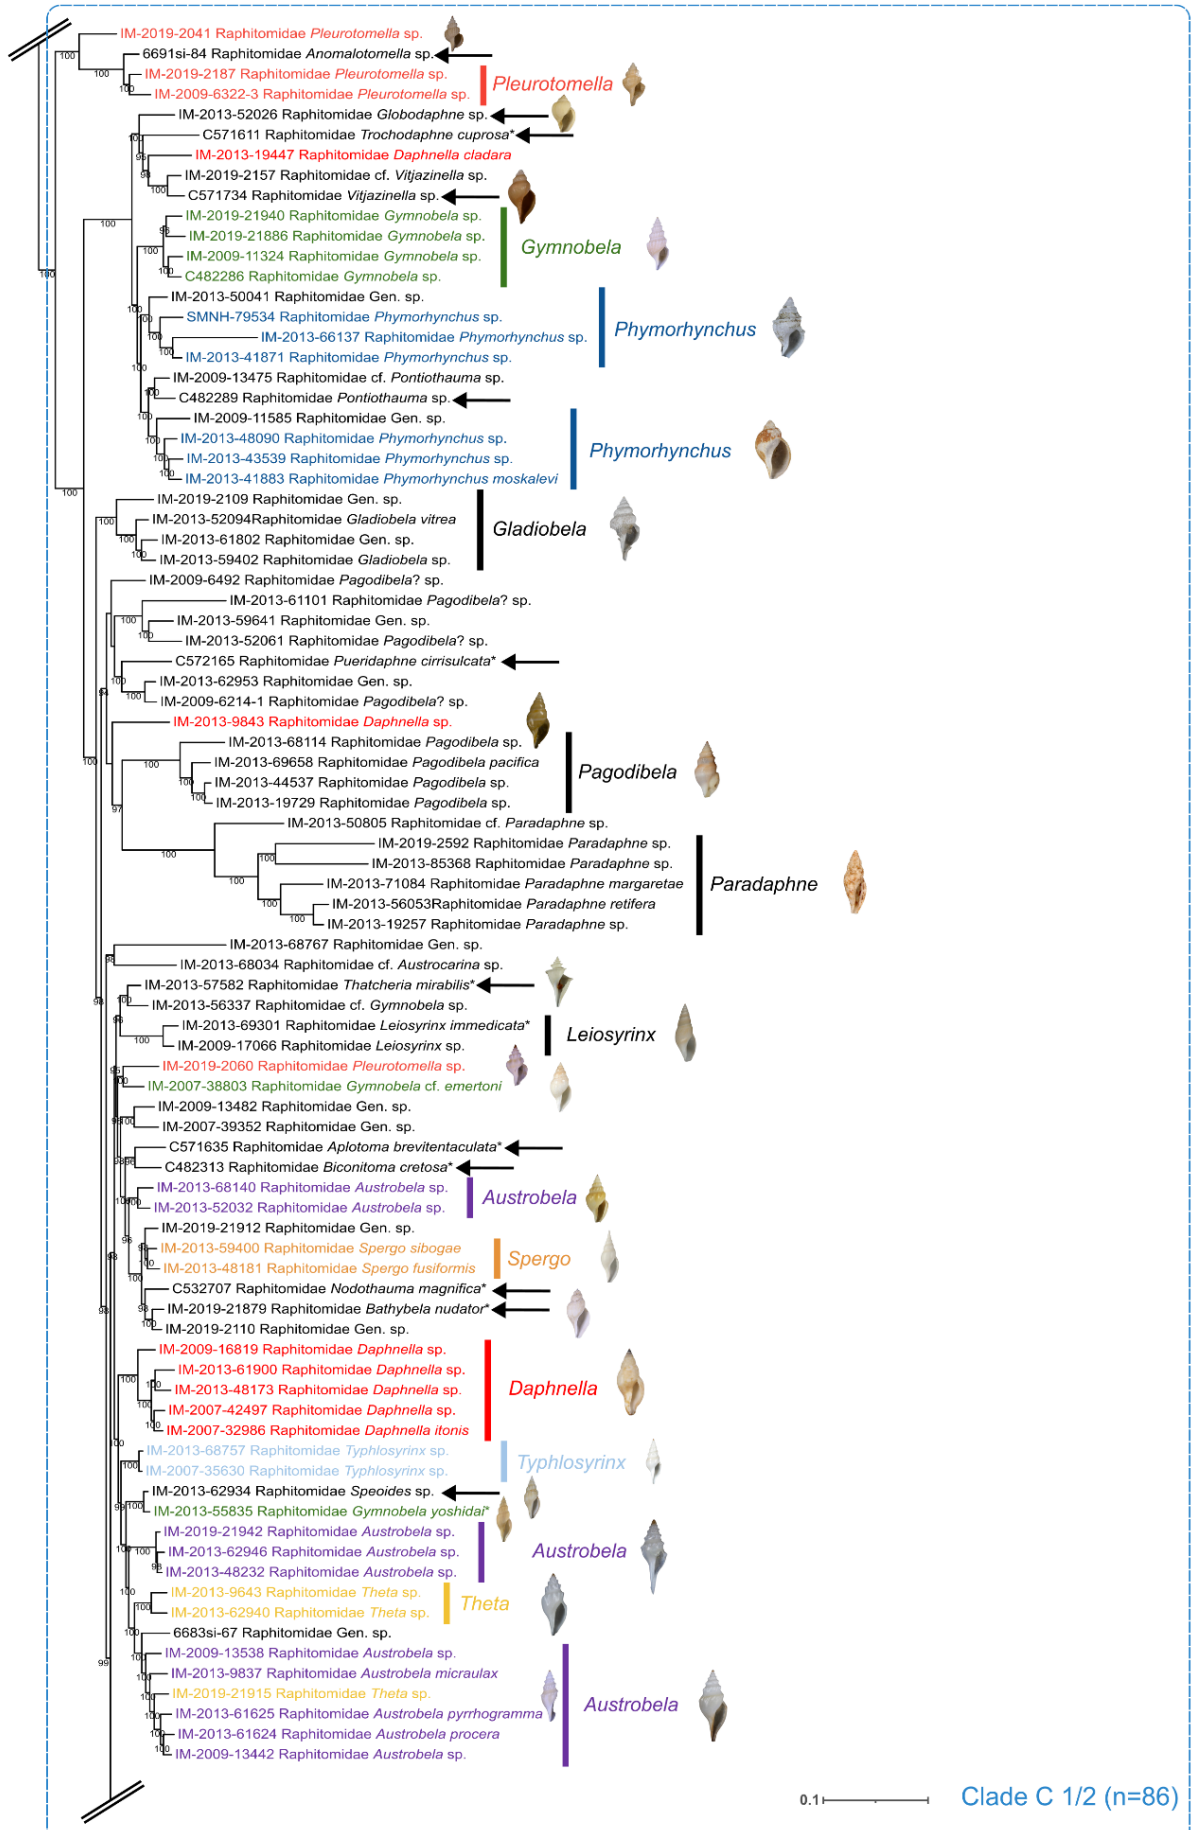 IM-2019-2041 Raphitomidae Pleurotomella sp.
6691si-84 Raphitomidae Anomalotomella sp.
IM-2019-2187 Raphitomidae Pleurotomella sp.
IM-2009-6322-3 Raphitomidae Pleurotomella sp.
Pleurotomella
IM-2013-52026 Raphitomidae Globodaphne sp.
C571611 Raphitomidae Trochodaphne cuprosa*
IM-2013-19447 Raphitomidae Daphnella cladara
IM-2019-2157 Raphitomidae cf. Vitjazinella sp.
C571734 Raphitomidae Vitjazinella sp.
IM-2019-21940 Raphitomidae Gymnobela sp.
IM-2019-21886 Raphitomidae Gymnobela sp.
IM-2009-11324 Raphitomidae Gymnobela sp.
C482286 Raphitomidae Gymnobela sp.
Gymnobela
IM-2013-50041 Raphitomidae Gen. sp.
SMNH-79534 Raphitomidae Phymorhynchus sp.
IM-2013-66137 Raphitomidae Phymorhynchus sp.
IM-2013-41871 Raphitomidae Phymorhynchus sp.
Phymorhynchus
IM-2009-13475 Raphitomidae cf. Pontiothauma sp.
C482289 Raphitomidae Pontiothauma sp.
IM-2009-11585 Raphitomidae Gen. sp.
IM-2013-48090 Raphitomidae Phymorhynchus sp.
IM-2013-43539 Raphitomidae Phymorhynchus sp.
IM-2013-41883 Raphitomidae Phymorhynchus moskalevi
Phymorhynchus
IM-2019-2109 Raphitomidae Gen. sp.
IM-2013-52094Raphitomidae Gladiobela vitrea
IM-2013-61802 Raphitomidae Gen. sp.
IM-2013-59402 Raphitomidae Gladiobela sp.
Gladiobela
IM-2009-6492 Raphitomidae Pagodibela? sp.
IM-2013-61101 Raphitomidae Pagodibela? sp.
IM-2013-59641 Raphitomidae Gen. sp.
IM-2013-52061 Raphitomidae Pagodibela? sp.
C572165 Raphitomidae Pueridaphne cirrisulcata*
IM-2013-62953 Raphitomidae Gen. sp.
IM-2009-6214-1 Raphitomidae Pagodibela? sp.
IM-2013-9843 Raphitomidae Daphnella sp.
IM-2013-68114 Raphitomidae Pagodibela sp.
IM-2013-69658 Raphitomidae Pagodibela pacifica
IM-2013-44537 Raphitomidae Pagodibela sp.
IM-2013-19729 Raphitomidae Pagodibela sp.
Pagodibela
IM-2013-50805 Raphitomidae cf. Paradaphne sp.
IM-2019-2592 Raphitomidae Paradaphne sp.
IM-2013-85368 Raphitomidae Paradaphne sp.
IM-2013-71084 Raphitomidae Paradaphne margaretae
IM-2013-56053Raphitomidae Paradaphne retifera
IM-2013-19257 Raphitomidae Paradaphne sp.
Paradaphne
IM-2013-68767 Raphitomidae Gen. sp.
IM-2013-68034 Raphitomidae cf. Austrocarina sp.
IM-2013-57582 Raphitomidae Thatcheria mirabilis*
IM-2013-56337 Raphitomidae cf. Gymnobela sp.
IM-2013-69301 Raphitomidae Leiosyrinx immedicata*
IM-2009-17066 Raphitomidae Leiosyrinx sp.
Leiosyrinx
IM-2019-2060 Raphitomidae Pleurotomella sp.
IM-2007-38803 Raphitomidae Gymnobela cf. emertoni
IM-2009-13482 Raphitomidae Gen. sp.
IM-2007-39352 Raphitomidae Gen. sp.
C571635 Raphitomidae Aplotoma brevitentaculata*
C482313 Raphitomidae Biconitoma cretosa*
IM-2013-68140 Raphitomidae Austrobela sp.
IM-2013-52032 Raphitomidae Austrobela sp.
Austrobela
IM-2019-21912 Raphitomidae Gen. sp.
IM-2013-59400 Raphitomidae Spergo sibogae
IM-2013-48181 Raphitomidae Spergo fusiformis
Spergo
C532707 Raphitomidae Nodothauma magnifica*
IM-2019-21879 Raphitomidae Bathybela nudator*
IM-2019-2110 Raphitomidae Gen. sp.
IM-2009-16819 Raphitomidae Daphnella sp.
IM-2013-61900 Raphitomidae Daphnella sp.
IM-2013-48173 Raphitomidae Daphnella sp.
IM-2007-42497 Raphitomidae Daphnella sp.
IM-2007-32986 Raphitomidae Daphnella itonis
Daphnella
IM-2013-68757 Raphitomidae Typhlosyrinx sp.
IM-2007-35630 Raphitomidae Typhlosyrinx sp.
Typhlosyrinx
IM-2013-62934 Raphitomidae Speoides sp.
IM-2013-55835 Raphitomidae Gymnobela yoshidai*
IM-2019-21942 Raphitomidae Austrobela sp.
IM-2013-62946 Raphitomidae Austrobela sp.
IM-2013-48232 Raphitomidae Austrobela sp.
Austrobela
IM-2013-9643 Raphitomidae Theta sp.
IM-2013-62940 Raphitomidae Theta sp.
Theta
6683si-67 Raphitomidae Gen. sp.
IM-2009-13538 Raphitomidae Austrobela sp.
IM-2013-9837 Raphitomidae Austrobela micraulax
IM-2019-21915 Raphitomidae Theta sp.
IM-2013-61625 Raphitomidae Austrobela pyrrhogramma
IM-2013-61624 Raphitomidae Austrobela procera
IM-2009-13442 Raphitomidae Austrobela sp.
Austrobela
0.1
Clade C 1/2 (n=86)